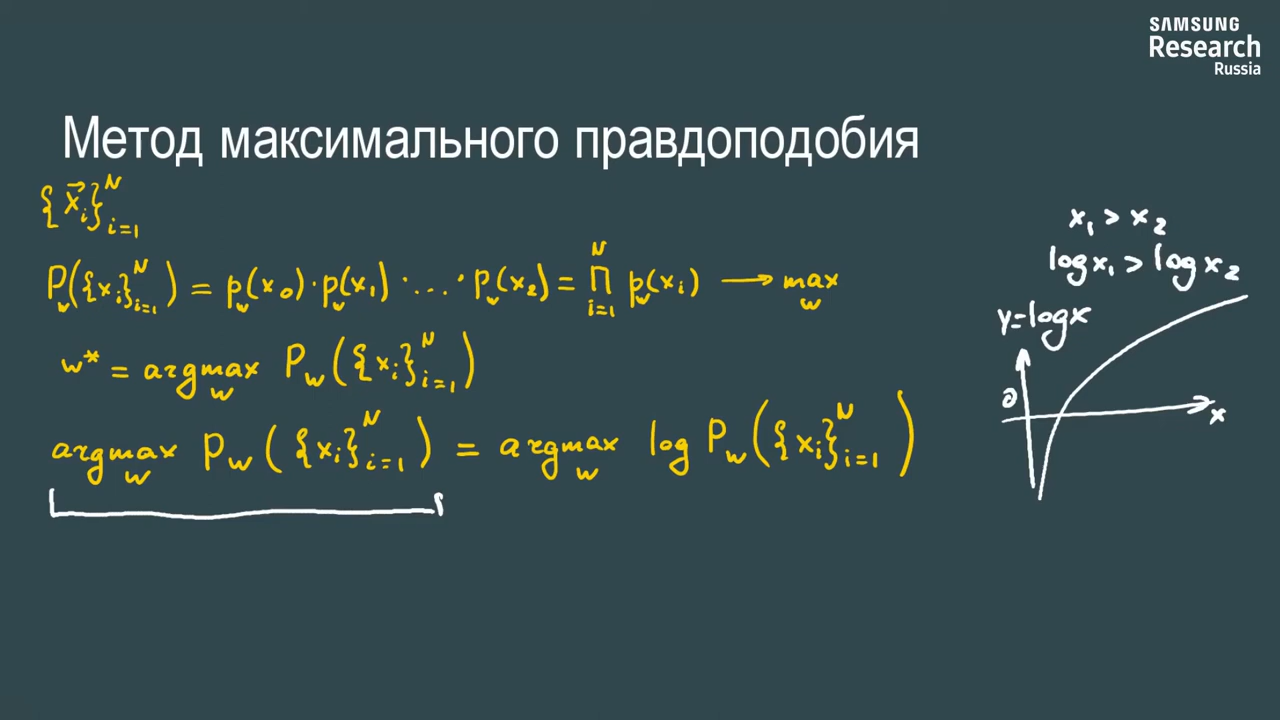 SAMSUNG
Research
Russia
Метод максимального правдоподобия
{x⃗ᵢ}ᵢ₌₁ᴺ
P_w({xᵢ}ᵢ₌₁ᴺ) = p_w(x₀)·p_w(x₁)·...·p_w(x₂) = ∏ᵢ₌₁ᴺ p_w(xᵢ) → max_w
w* = argmax_w P_w({xᵢ}ᵢ₌₁ᴺ)
argmax_w P_w({xᵢ}ᵢ₌₁ᴺ) = argmax_w log P_w({xᵢ}ᵢ₌₁ᴺ)
x₁ > x₂
log x₁ > log x₂
y=log x
x